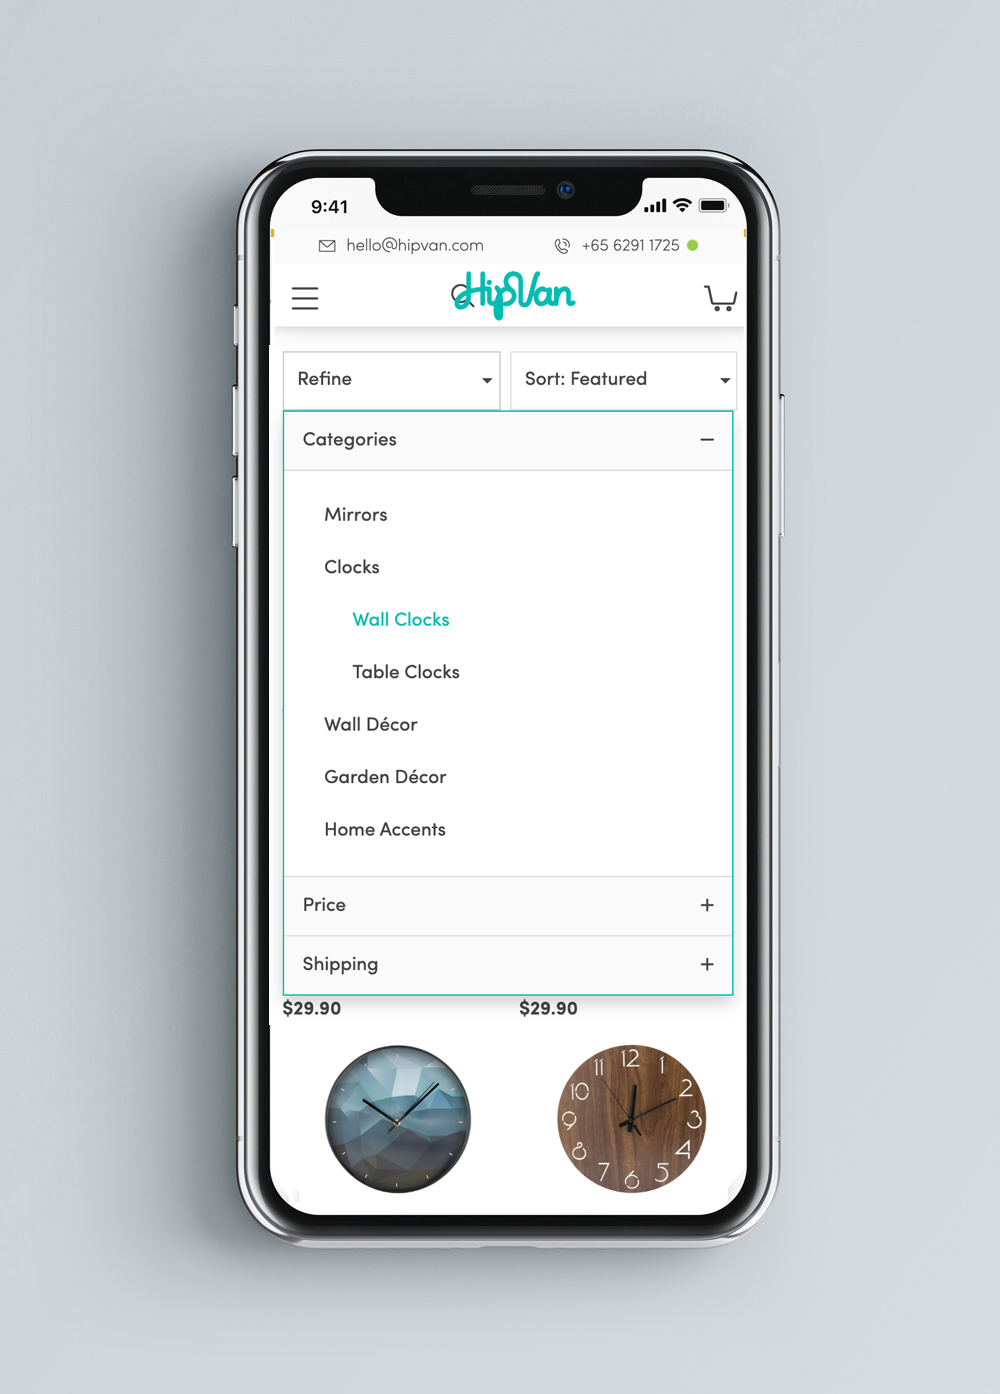 9:41
hello@hipvan.com +65 6291 1725
HipVan
Refine Sort: Featured
Categories
Mirrors
Clocks
Wall Clocks
Table Clocks
Wall Décor
Garden Décor
Home Accents
Price +
Shipping +
$29.90 $29.90
11 12 1
10 2
9 3
8 4
7 6 5